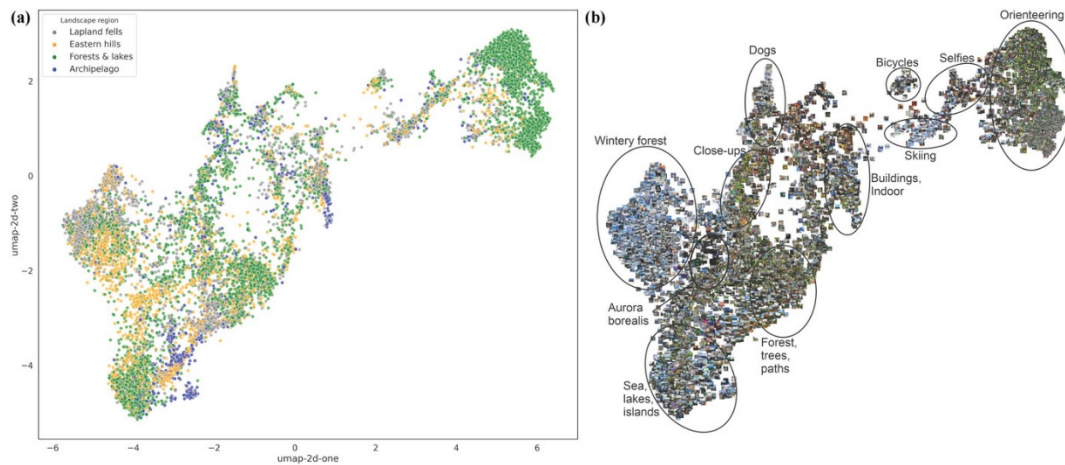 (a)
Landscape region
Lapland fells
Eastern hills
Forests & lakes
Archipelago
2
0
−2
−4
umap-2d-two
−6
−4
−2
0
2
4
6
umap-2d-one
(b)
Orienteering
Dogs
Bicycles
Selfies
Wintery forest
Close-ups
Skiing
Buildings,
Indoor
Aurora
borealis
Forest,
trees,
paths
Sea,
lakes,
islands